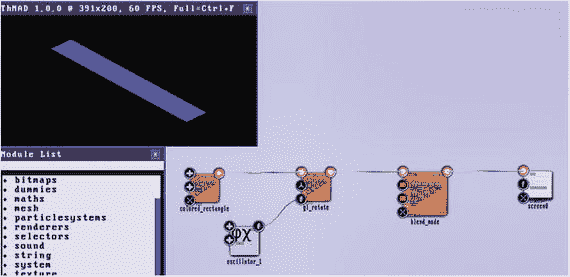 ThMAD 1.0.0 @ 391x200, 60 FPS, Full=Ctrl+F
Module List
bitmaps
dummies
maths
mesh
particlesystems
renderers
selectors
sound
string
system
texture
colored_rectangle
gl_rotate
blend_mode
screen0
oscillator_1